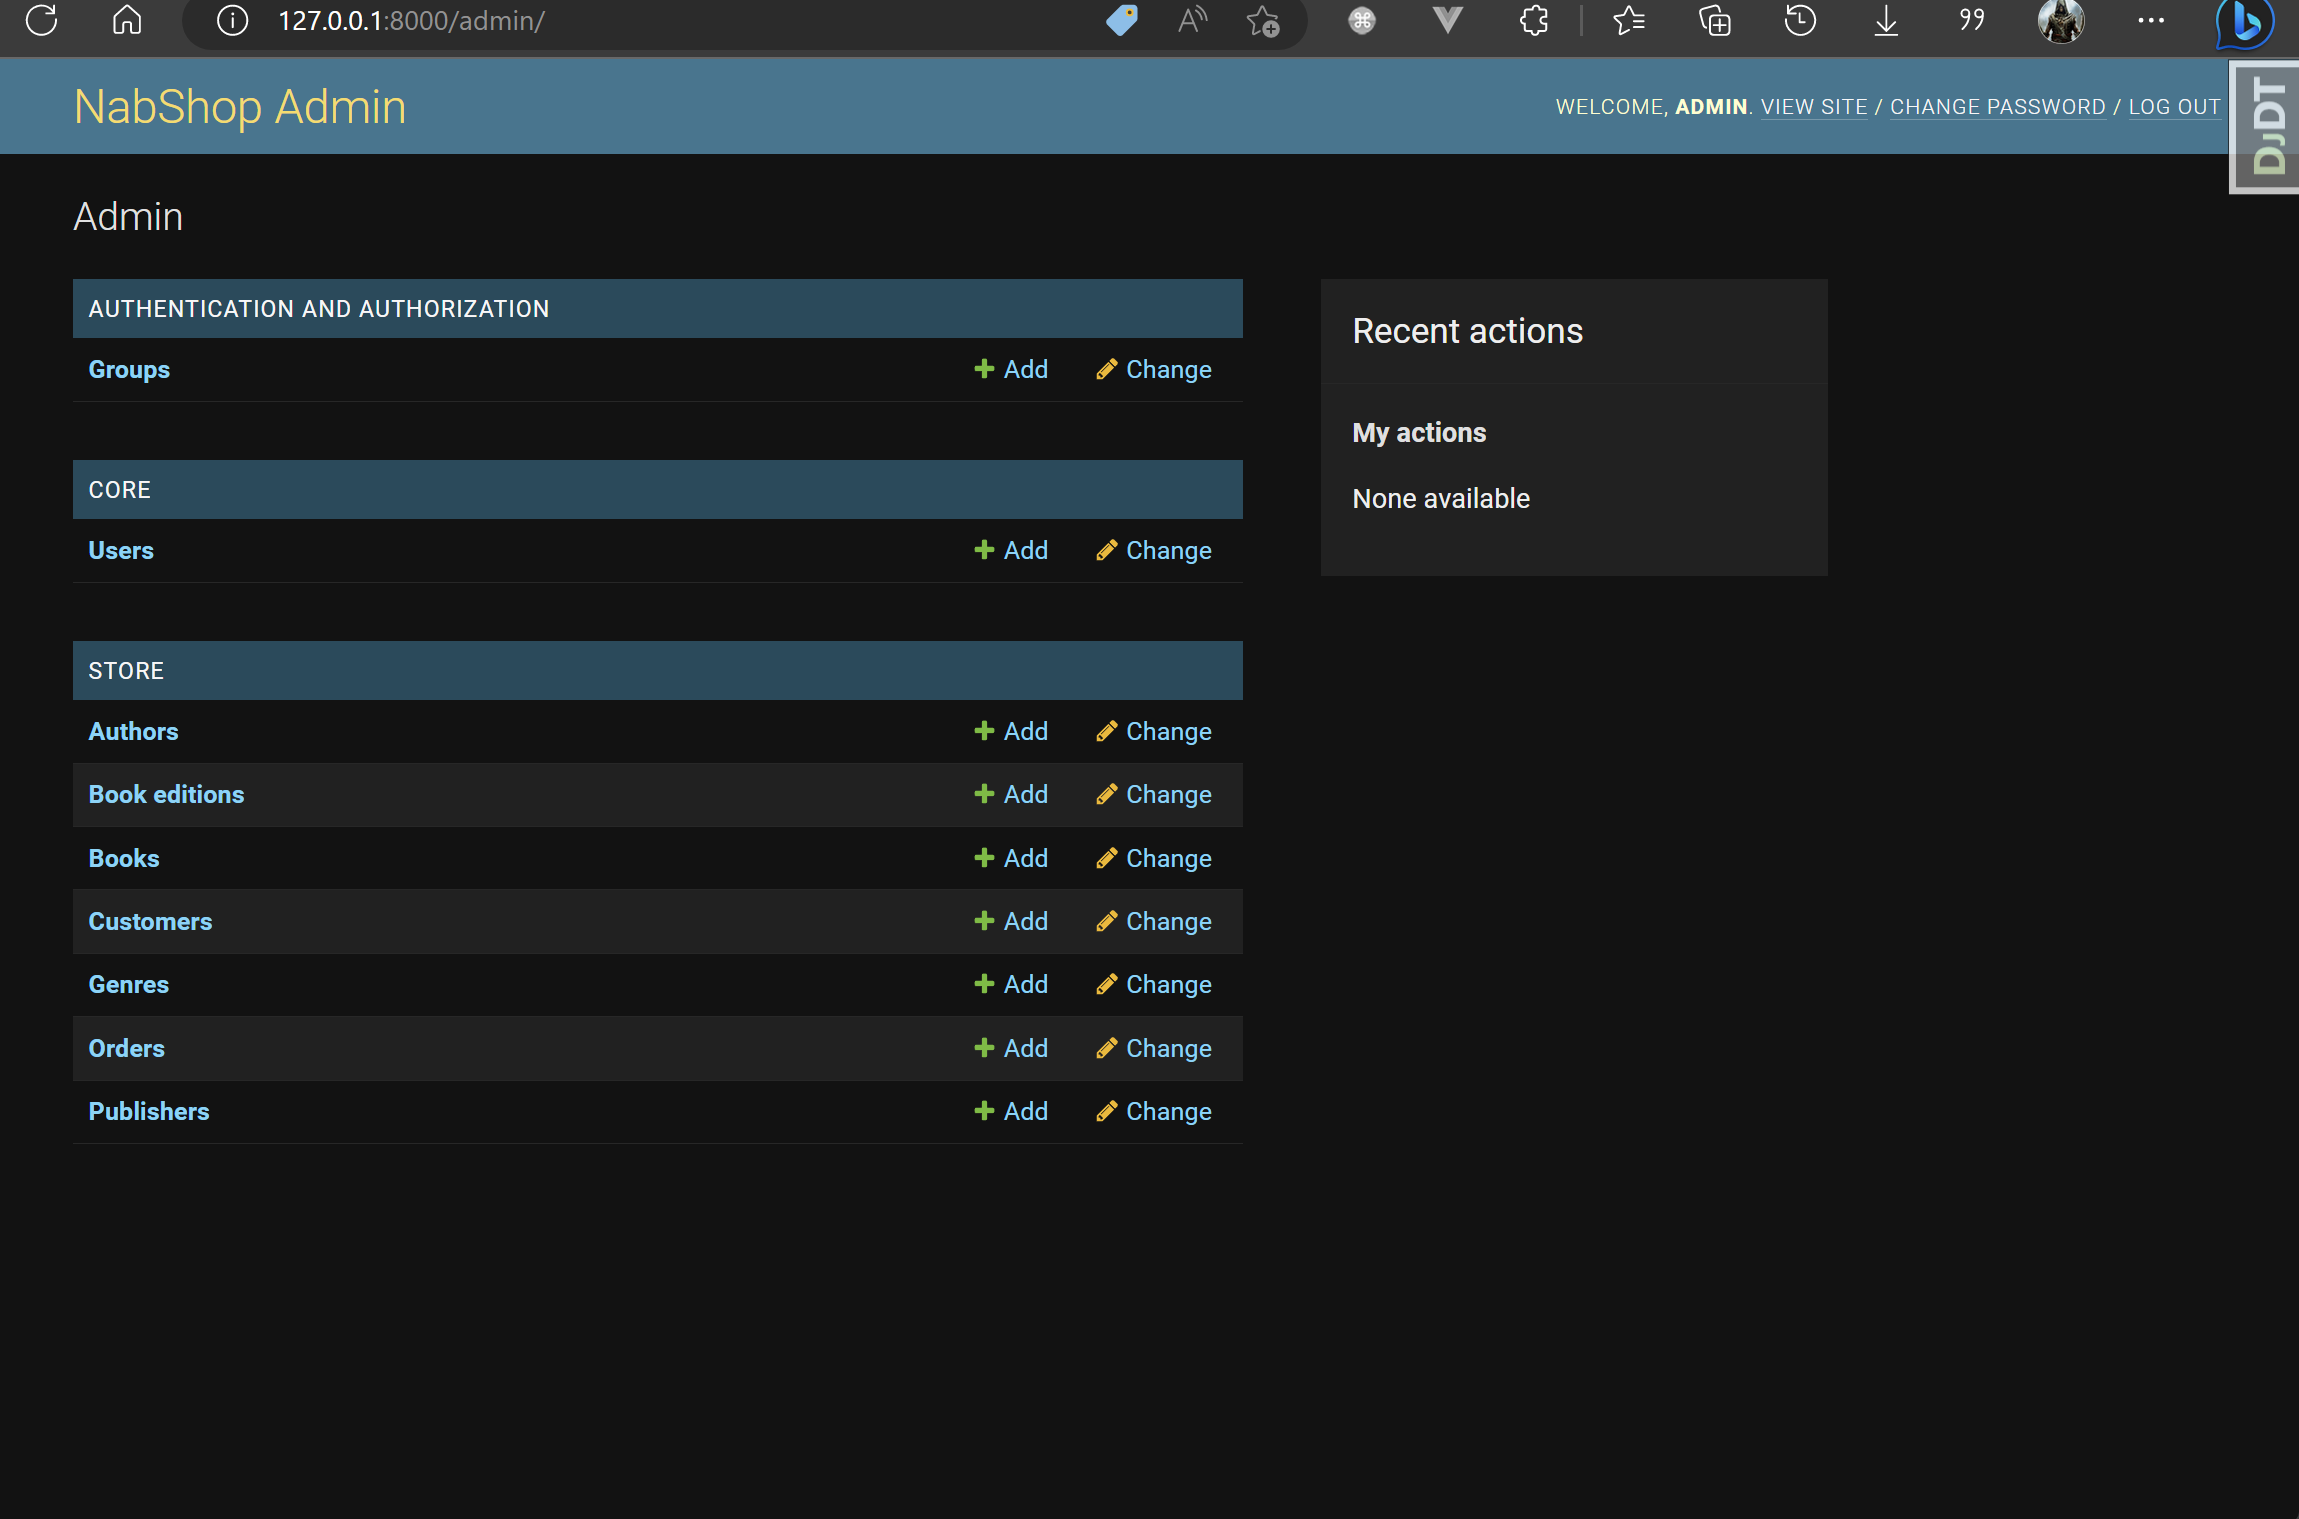 127.0.0.1:8000/admin/
NabShop Admin
WELCOME, ADMIN. VIEW SITE / CHANGE PASSWORD / LOG OUT
DJDT
Admin
AUTHENTICATION AND AUTHORIZATION
Groups Add Change
CORE
Users Add Change
STORE
Authors Add Change
Book editions Add Change
Books Add Change
Customers Add Change
Genres Add Change
Orders Add Change
Publishers Add Change
Recent actions
My actions
None available